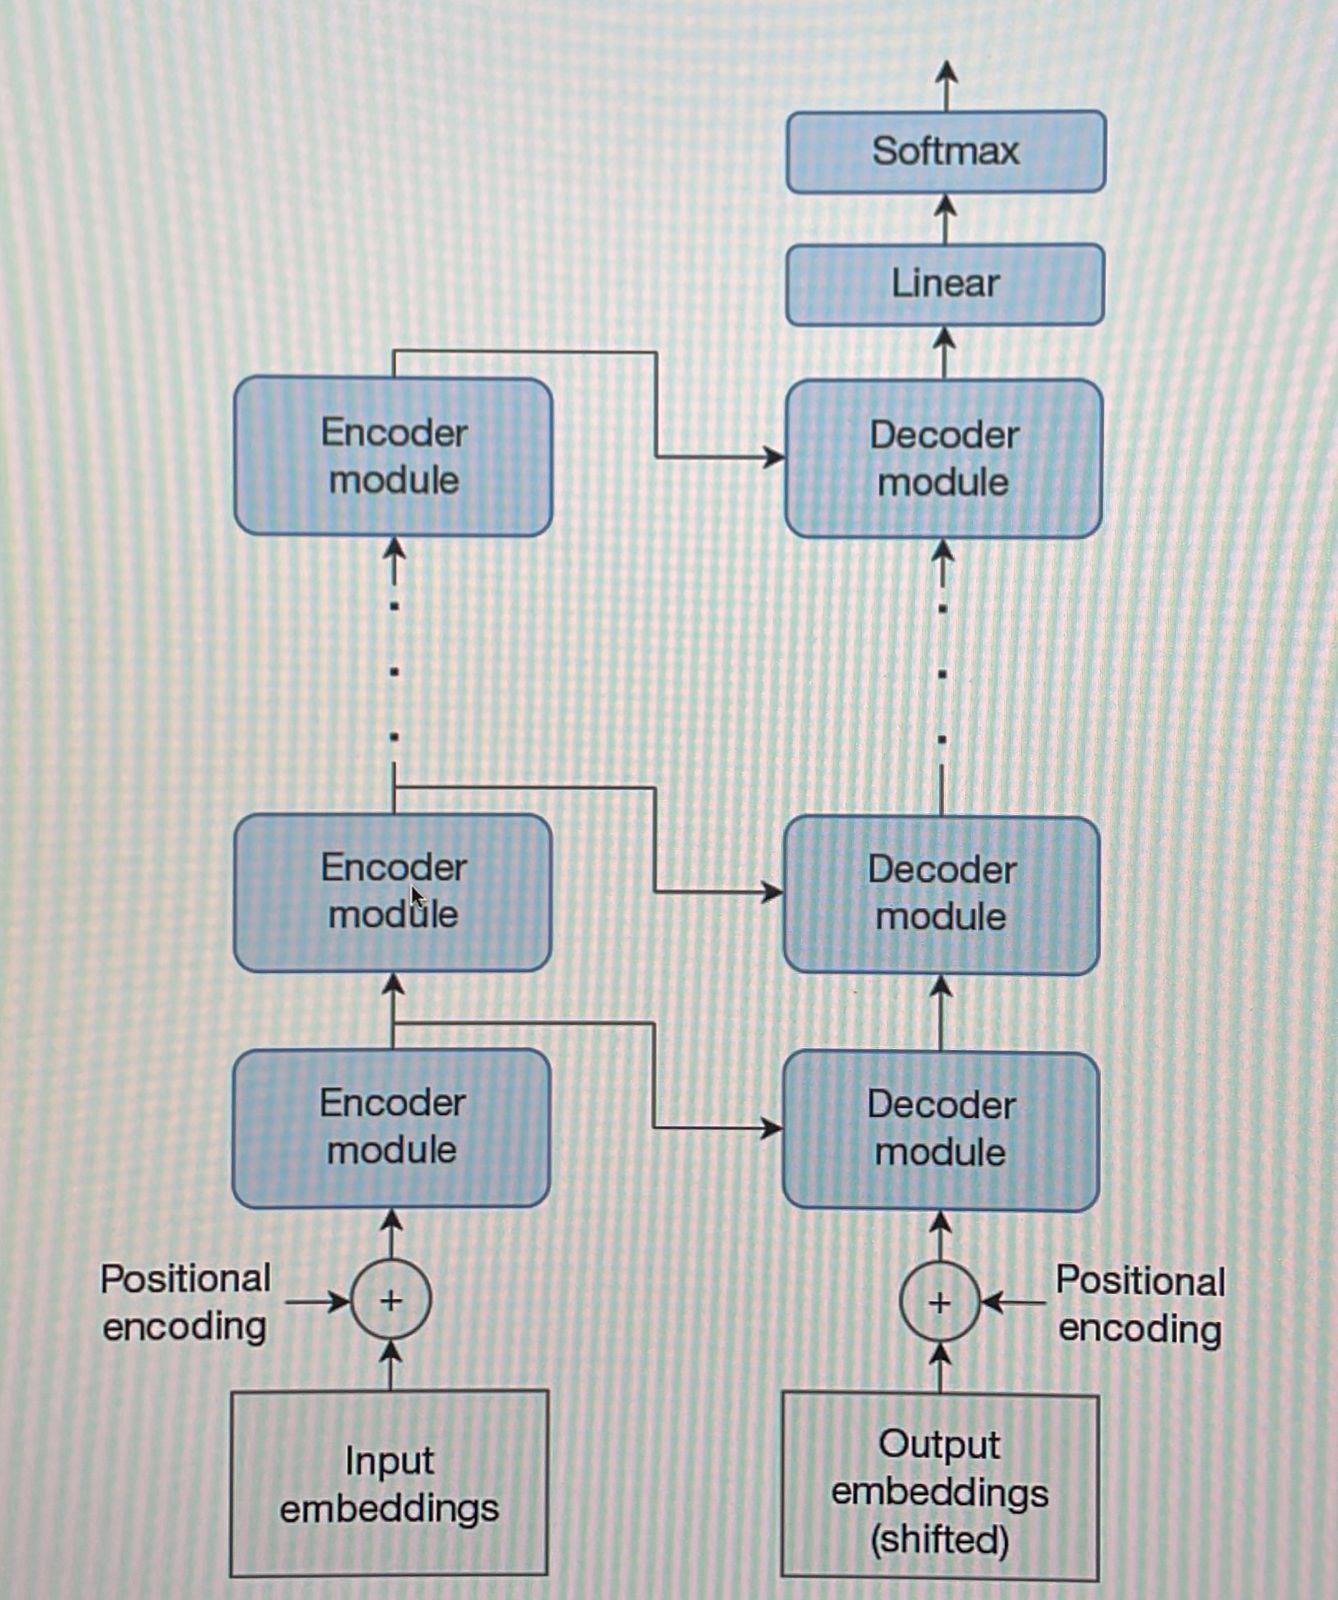 Softmax
Linear
Encoder
module
Decoder
module
Encoder
module
Decoder
module
Encoder
module
Decoder
module
Positional
encoding
+
+
Positional
encoding
Input
embeddings
Output
embeddings
(shifted)